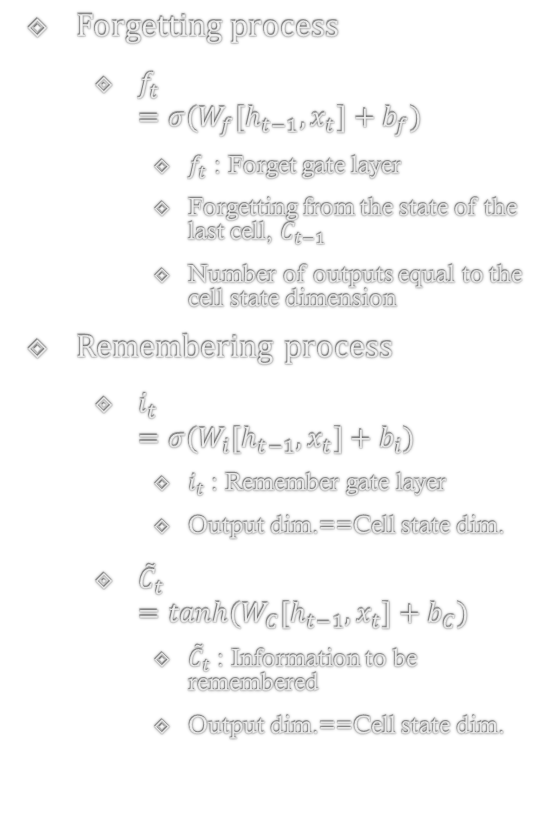 Forgetting process
f_t
= σ(W_f[h_{t−1}, x_t] + b_f)
f_t : Forget gate layer
Forgetting from the state of the
last cell, C_{t−1}
Number of outputs equal to the
cell state dimension
Remembering process
i_t
= σ(W_i[h_{t−1}, x_t] + b_i)
i_t : Remember gate layer
Output dim.==Cell state dim.
C̃_t
= tanh(W_C[h_{t−1}, x_t] + b_C)
C̃_t : Information to be
remembered
Output dim.==Cell state dim.